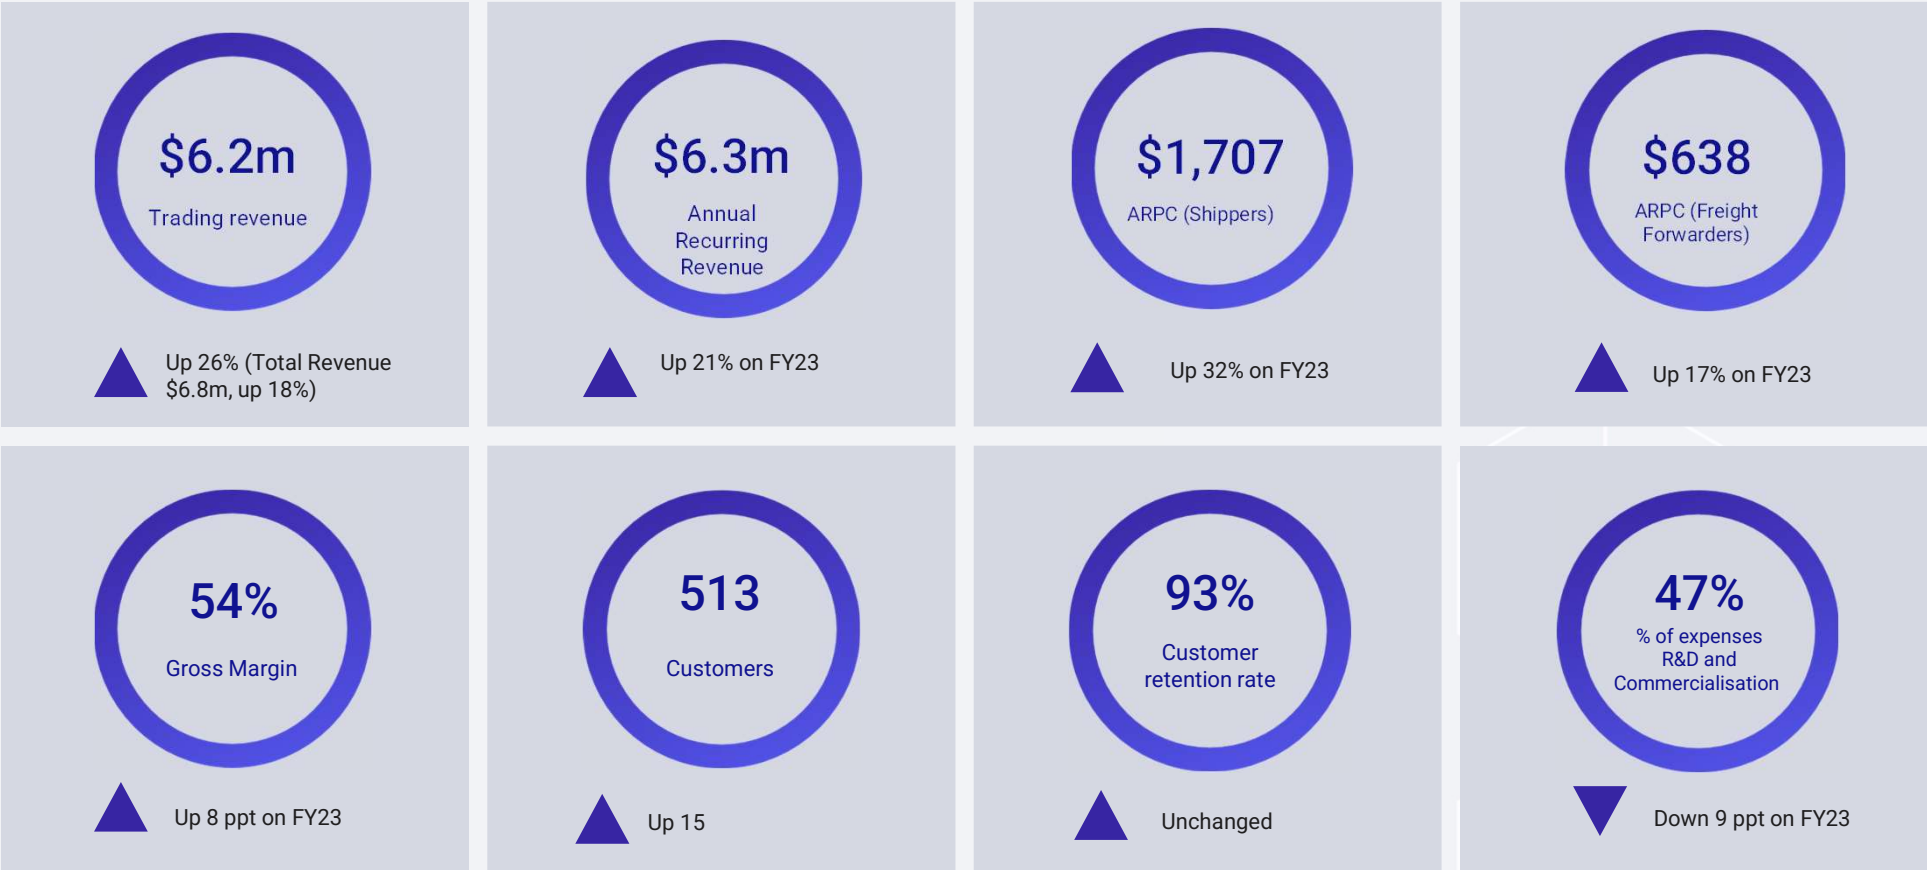 $6.2m
Trading revenue
Up 26% (Total Revenue
$6.8m, up 18%)
$6.3m
Annual
Recurring
Revenue
Up 21% on FY23
$1,707
ARPC (Shippers)
Up 32% on FY23
$638
ARPC (Freight
Forwarders)
Up 17% on FY23
54%
Gross Margin
Up 8 ppt on FY23
513
Customers
Up 15
93%
Customer
retention rate
Unchanged
47%
% of expenses
R&D and
Commercialisation
Down 9 ppt on FY23